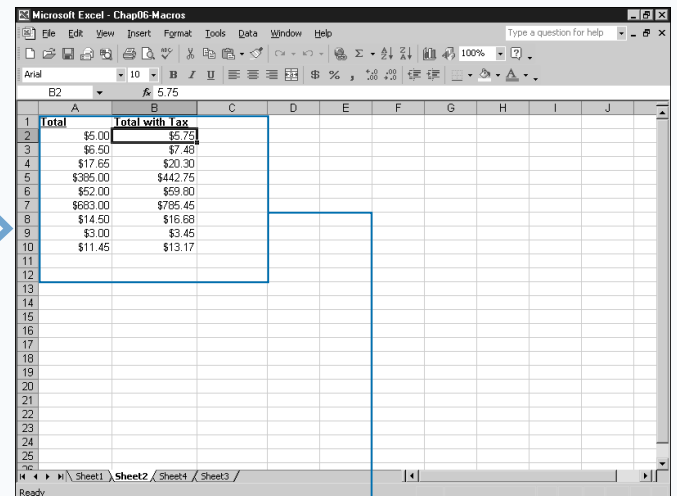 Microsoft Excel - Chap06-Macros
File Edit View Insert Format Tools Data Window Help Type a question for help
Σ 100% ?
Arial 10 B I U $ % ,
B2 fx 5.75
A B C D E F G H I J
1 Total Total with Tax
2 $5.00 $5.75
3 $6.50 $7.48
4 $17.65 $20.30
5 $385.00 $442.75
6 $52.00 $59.80
7 $683.00 $785.45
8 $14.50 $16.68
9 $3.00 $3.45
10 $11.45 $13.17
11
12
13
14
15
16
17
18
19
20
21
22
23
24
25
Sheet1 Sheet2 Sheet4 Sheet3
Ready